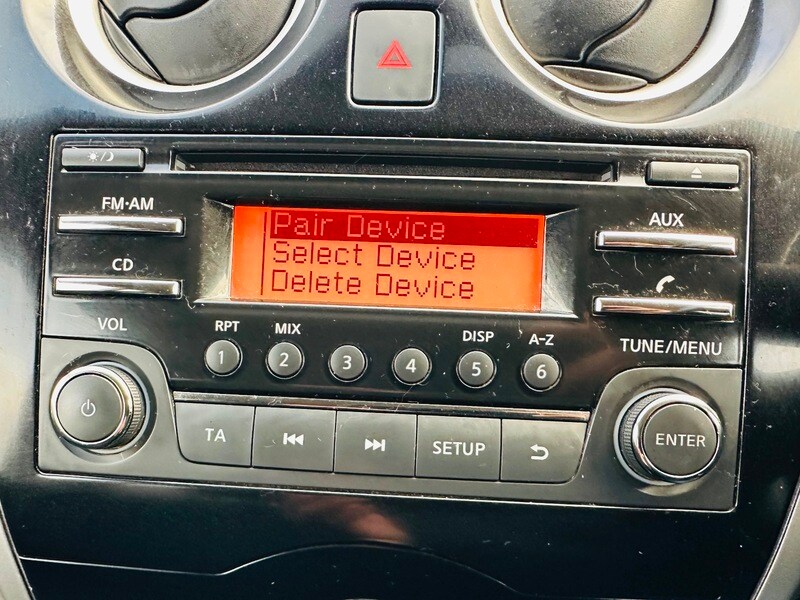 FM·AM
CD
VOL
Pair Device
Select Device
Delete Device
AUX
TUNE/MENU
RPT
MIX
DISP
A-Z
1
2
3
4
5
6
TA
SETUP
ENTER